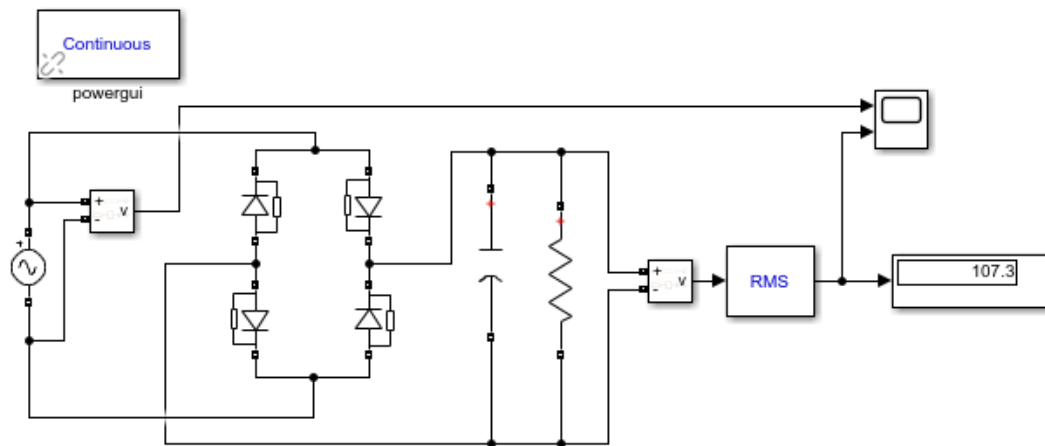 Continuous
powergui
+
v
-
+
+
+
+
v
-
RMS
107.3